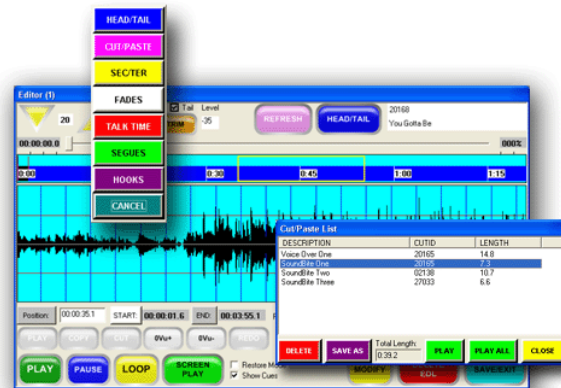 HEAD/TAIL
CUT/PASTE
SEC/TER
FADES
TALK TIME
SEGUES
HOOKS
CANCEL
Editor (1)
20
TRIM
Tail Level
-35
REFRESH
HEAD/TAIL
20168
You Gotta Be
00:00:00.0
000%
0:00
0:30
0:45
1:00
1:15
Cut/Paste List
DESCRIPTION CUTID LENGTH
Voice Over One 20165 14.8
SoundBite One 20165 7.3
SoundBite Two 02138 10.7
SoundBite Three 27033 6.6
DELETE
SAVE AS
Total Length:
0:39.2
PLAY
PLAY ALL
CLOSE
Position: 00:00:35.1 START: 00:00:01.6 END: 00:03:55.1
PLAY
COPY
CUT
0Vu+
0Vu-
REDO
PLAY
PAUSE
LOOP
SCREEN PLAY
Restore
Show Cues
MODIFY
EDL
SAVE/EXIT